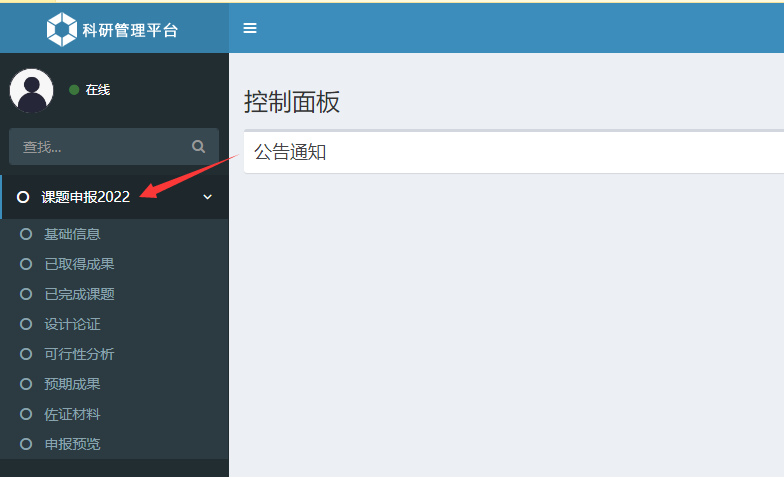 科研管理平台
在线
查找...
课题申报2022
基础信息
已取得成果
已完成课题
设计论证
可行性分析
预期成果
佐证材料
申报预览
控制面板
公告通知